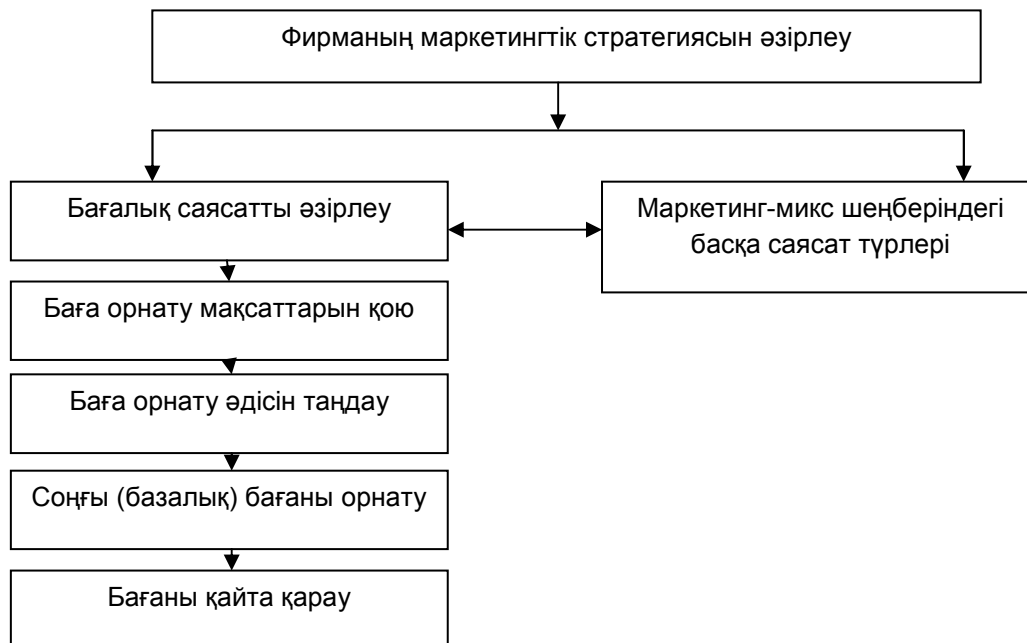 Фирманың маркетингтік стратегиясын әзірлеу
Бағалық саясатты әзірлеу
Маркетинг-микс шеңберіндегі
басқа саясат түрлері
Баға орнату мақсаттарын қою
Баға орнату әдісін таңдау
Соңғы (базалық) бағаны орнату
Бағаны қайта қарау